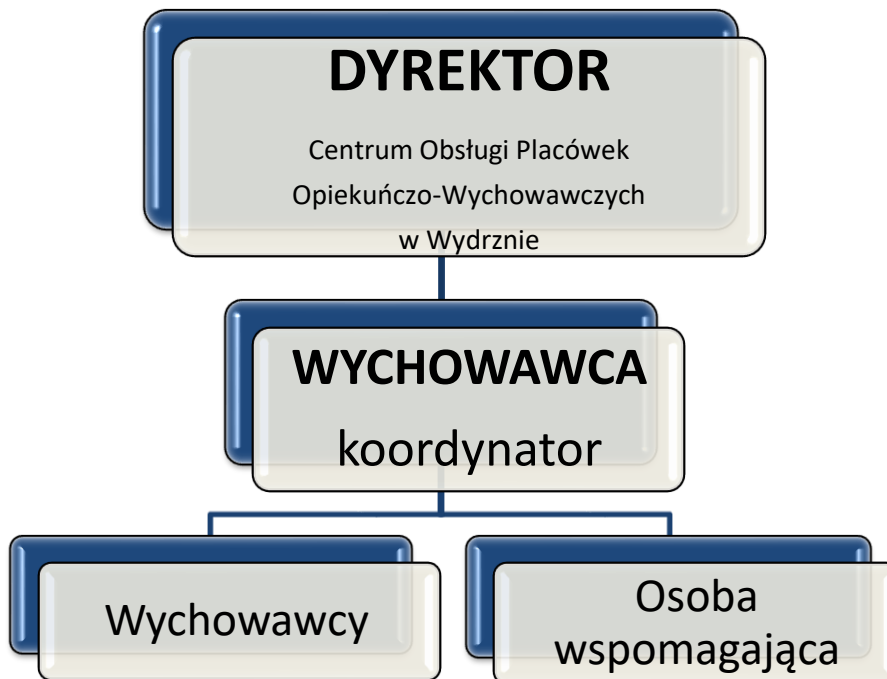 DYREKTOR
Centrum Obsługi Placówek
Opiekuńczo-Wychowawczych
w Wydrznie
WYCHOWAWCA
koordynator
Wychowawcy
Osoba
wspomagająca